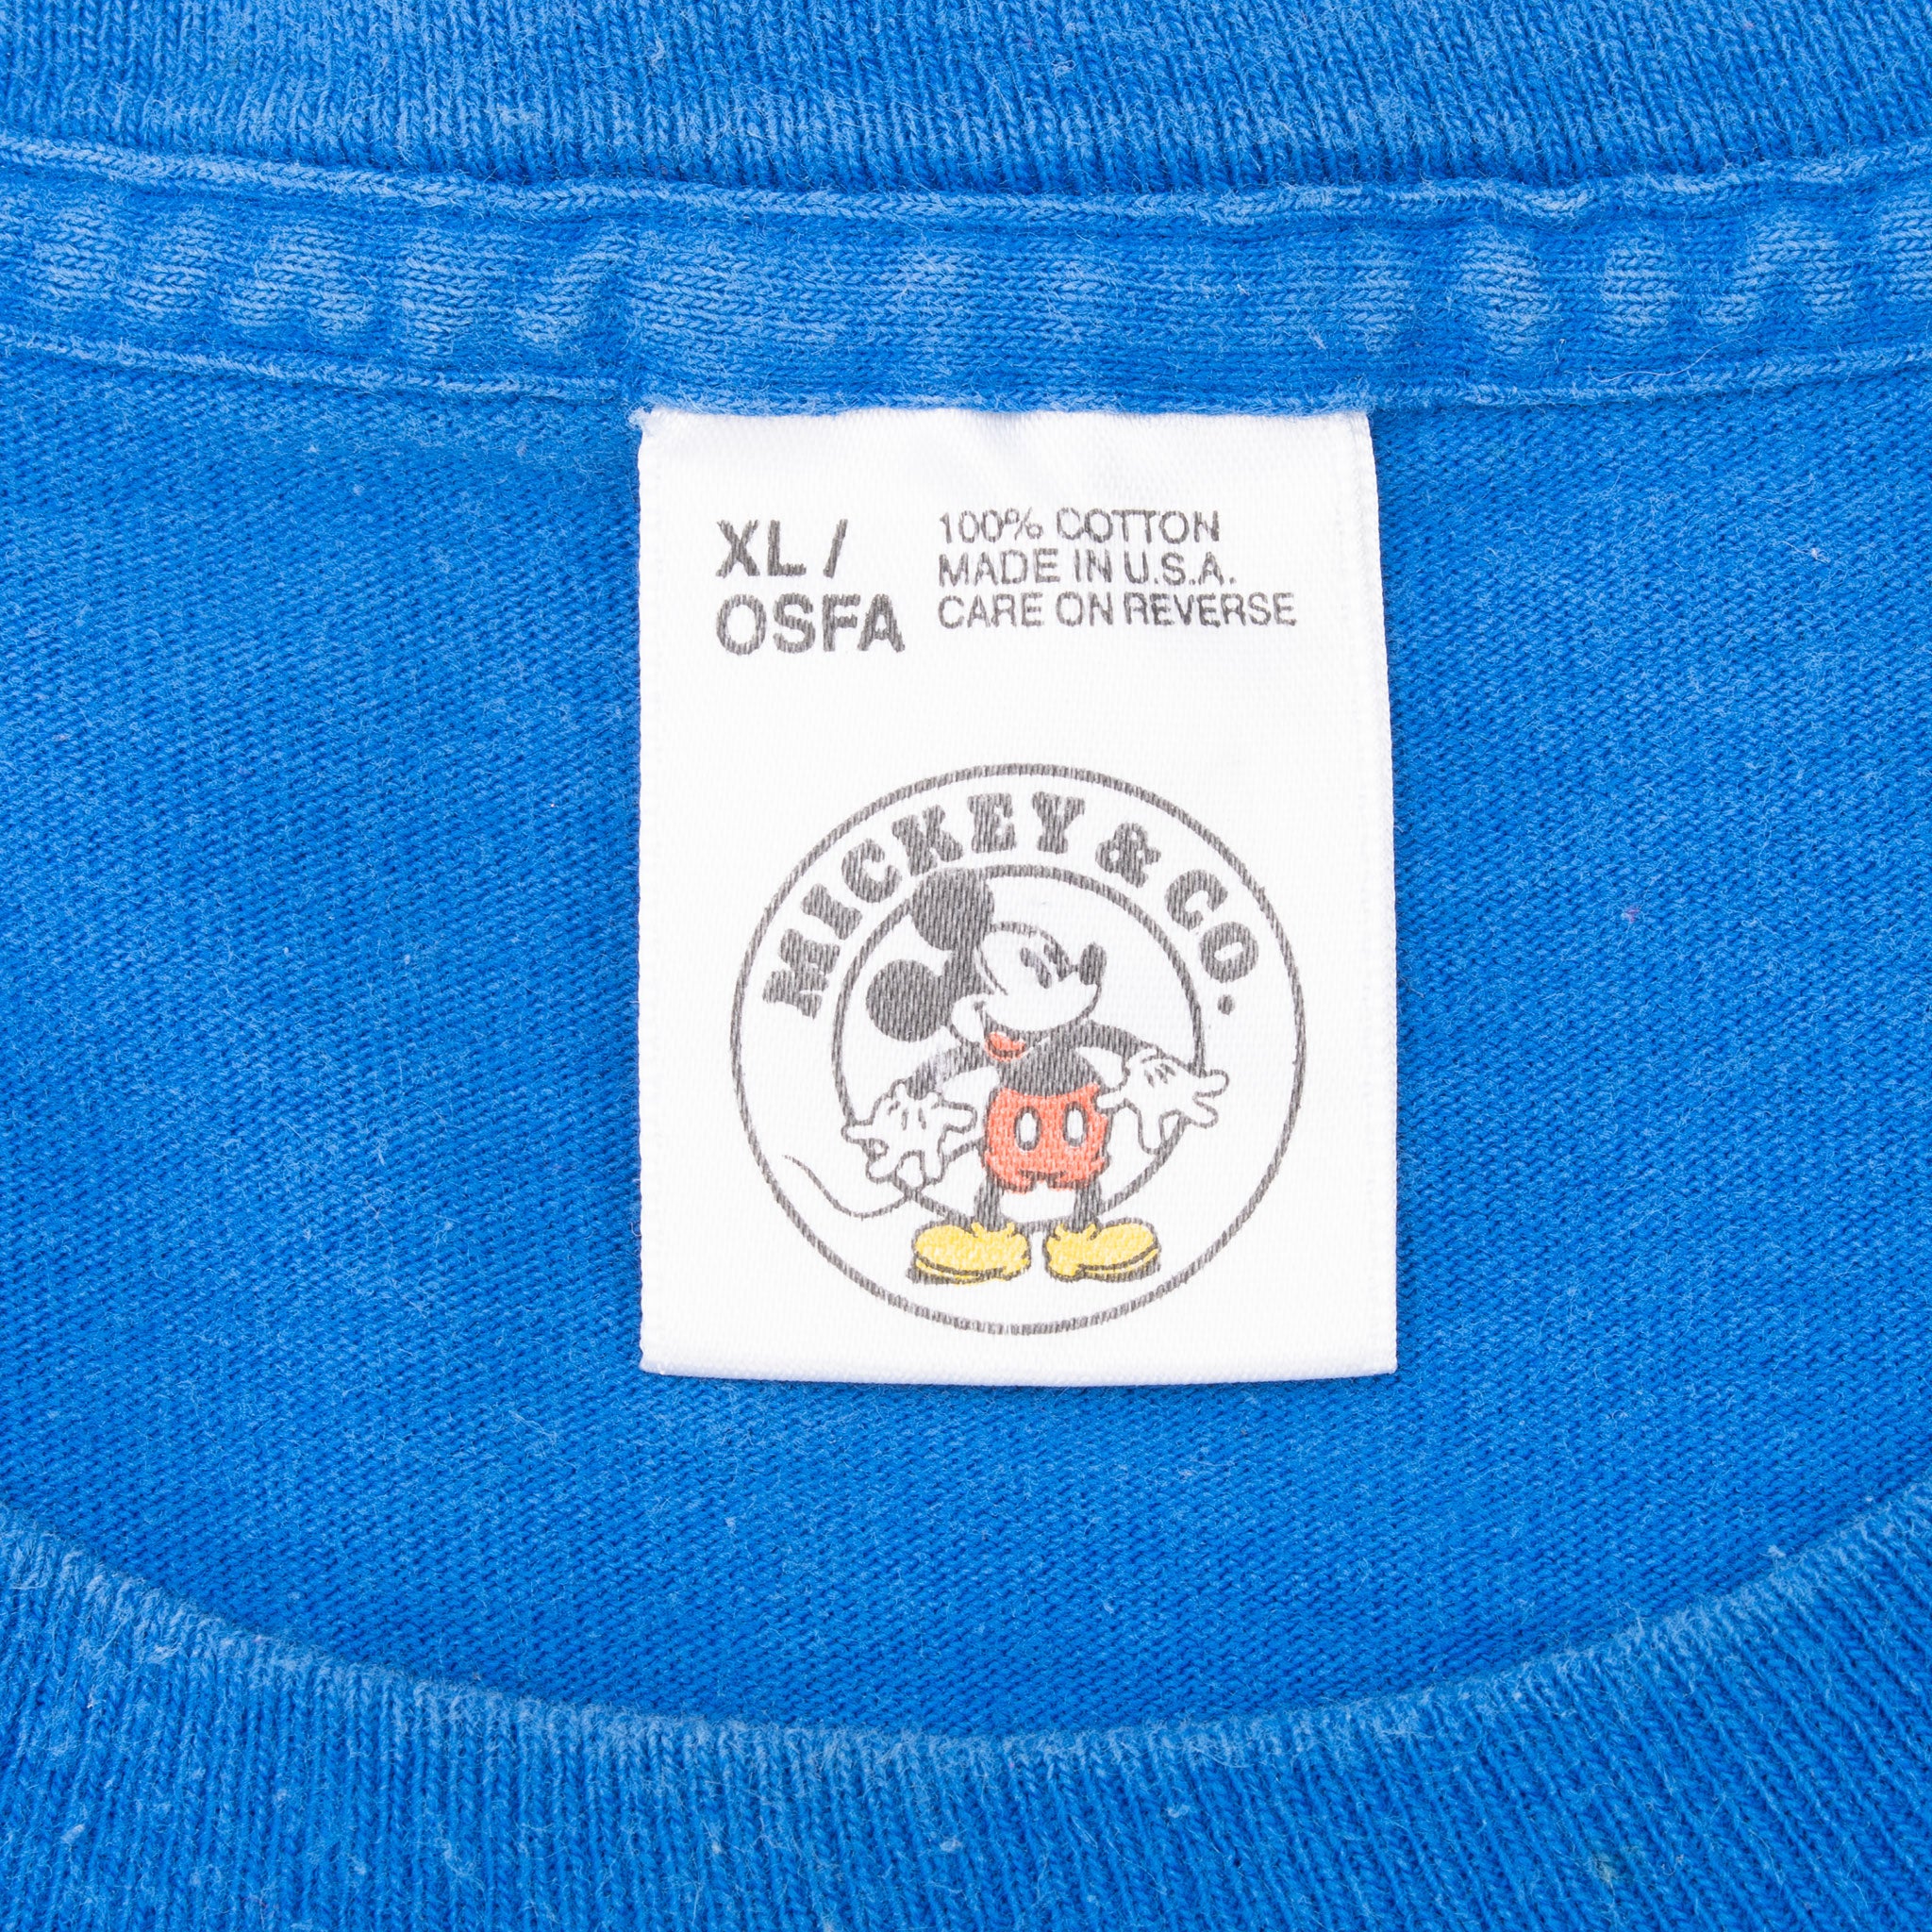 XL /
OSFA
100% COTTON
MADE IN U.S.A.
CARE ON REVERSE
MICKEY & CO.